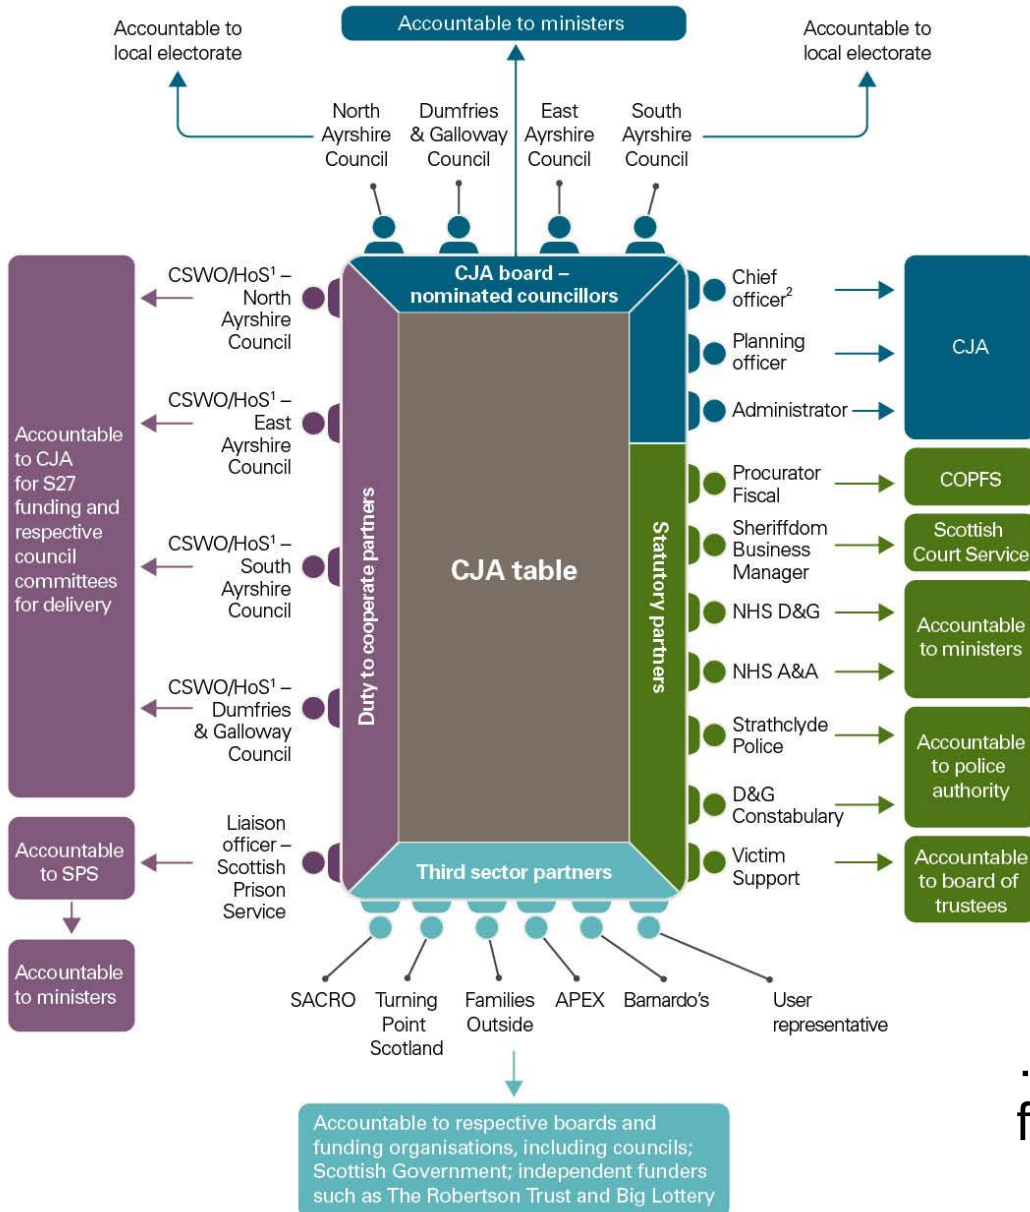 Accountable to
local electorate
Accountable to ministers
Accountable to
local electorate
North
Ayrshire
Council
Dumfries
& Galloway
Council
East
Ayrshire
Council
South
Ayrshire
Council
CJA board –
nominated councillors
CSWO/HoS¹ –
North
Ayrshire
Council
CSWO/HoS¹ –
East
Ayrshire
Council
CSWO/HoS¹ –
South
Ayrshire
Council
CSWO/HoS¹ –
Dumfries
& Galloway
Council
Liaison
officer –
Scottish
Prison
Service
Accountable
to CJA
for S27
funding and
respective
council
committees
for delivery
Accountable
to SPS
Accountable
to ministers
Duty to cooperate partners
CJA table
Statutory partners
Chief
officer²
Planning
officer
Administrator
CJA
Procurator
Fiscal
COPFS
Sheriffdom
Business
Manager
Scottish
Court Service
NHS D&G
NHS A&A
Accountable
to ministers
Strathclyde
Police
D&G
Constabulary
Accountable
to police
authority
Victim
Support
Accountable
to board of
trustees
Third sector partners
SACRO
Turning
Point
Scotland
Families
Outside
APEX
Barnardo's
User
representative
Accountable to respective boards and
funding organisations, including councils;
Scottish Government; independent funders
such as The Robertson Trust and Big Lottery